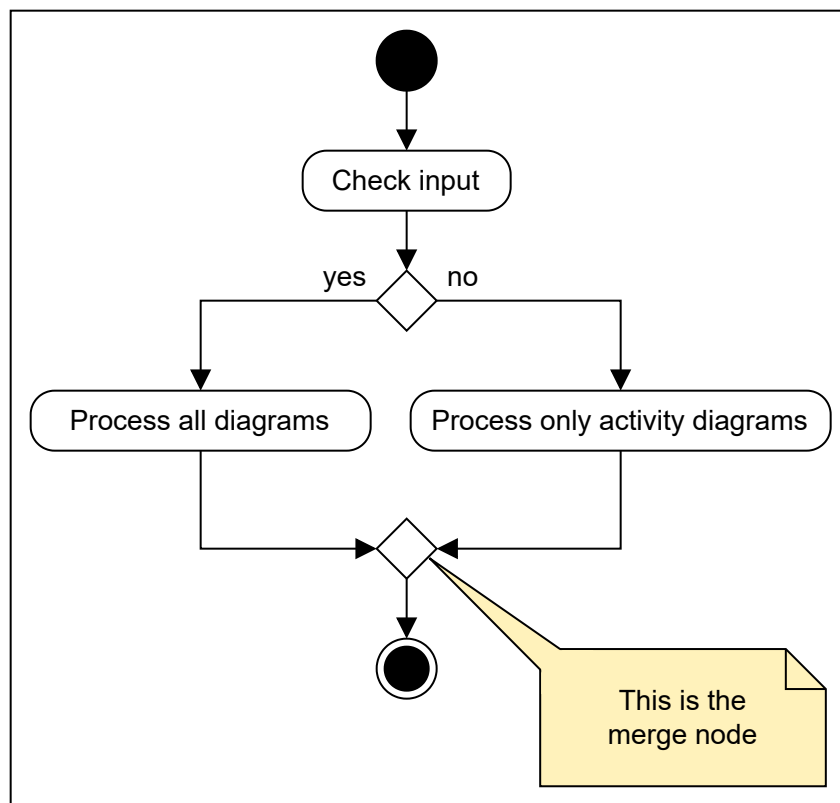 Check input
yes
no
Process all diagrams
Process only activity diagrams
This is the
merge node